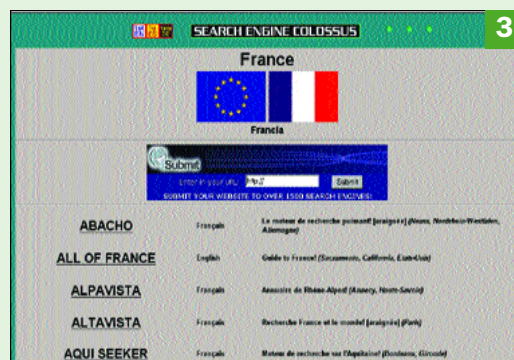 SEARCH ENGINE COLOSSUS
3
France
Francia
Submit
Enter in your URL: http:// Submit
SUBMIT YOUR WEBSITE TO OVER 1500 SEARCH ENGINES!
ABACHO Français Le moteur de recherche puissant! [araignée] (Neuss, Nordrhein-Westfalen,
Allemagne)
ALL OF FRANCE English Guide to France! (Sacramento, California, Etats-Unis)
ALPAVISTA Français Annuaire de Rhône-Alpes! (Annecy, Haute-Savoie)
ALTAVISTA Français Recherche France et le monde! [araignée] (Paris)
AQUI SEEKER Français Moteur de recherche sur l'Aquitaine! (Bordeaux, Gironde)